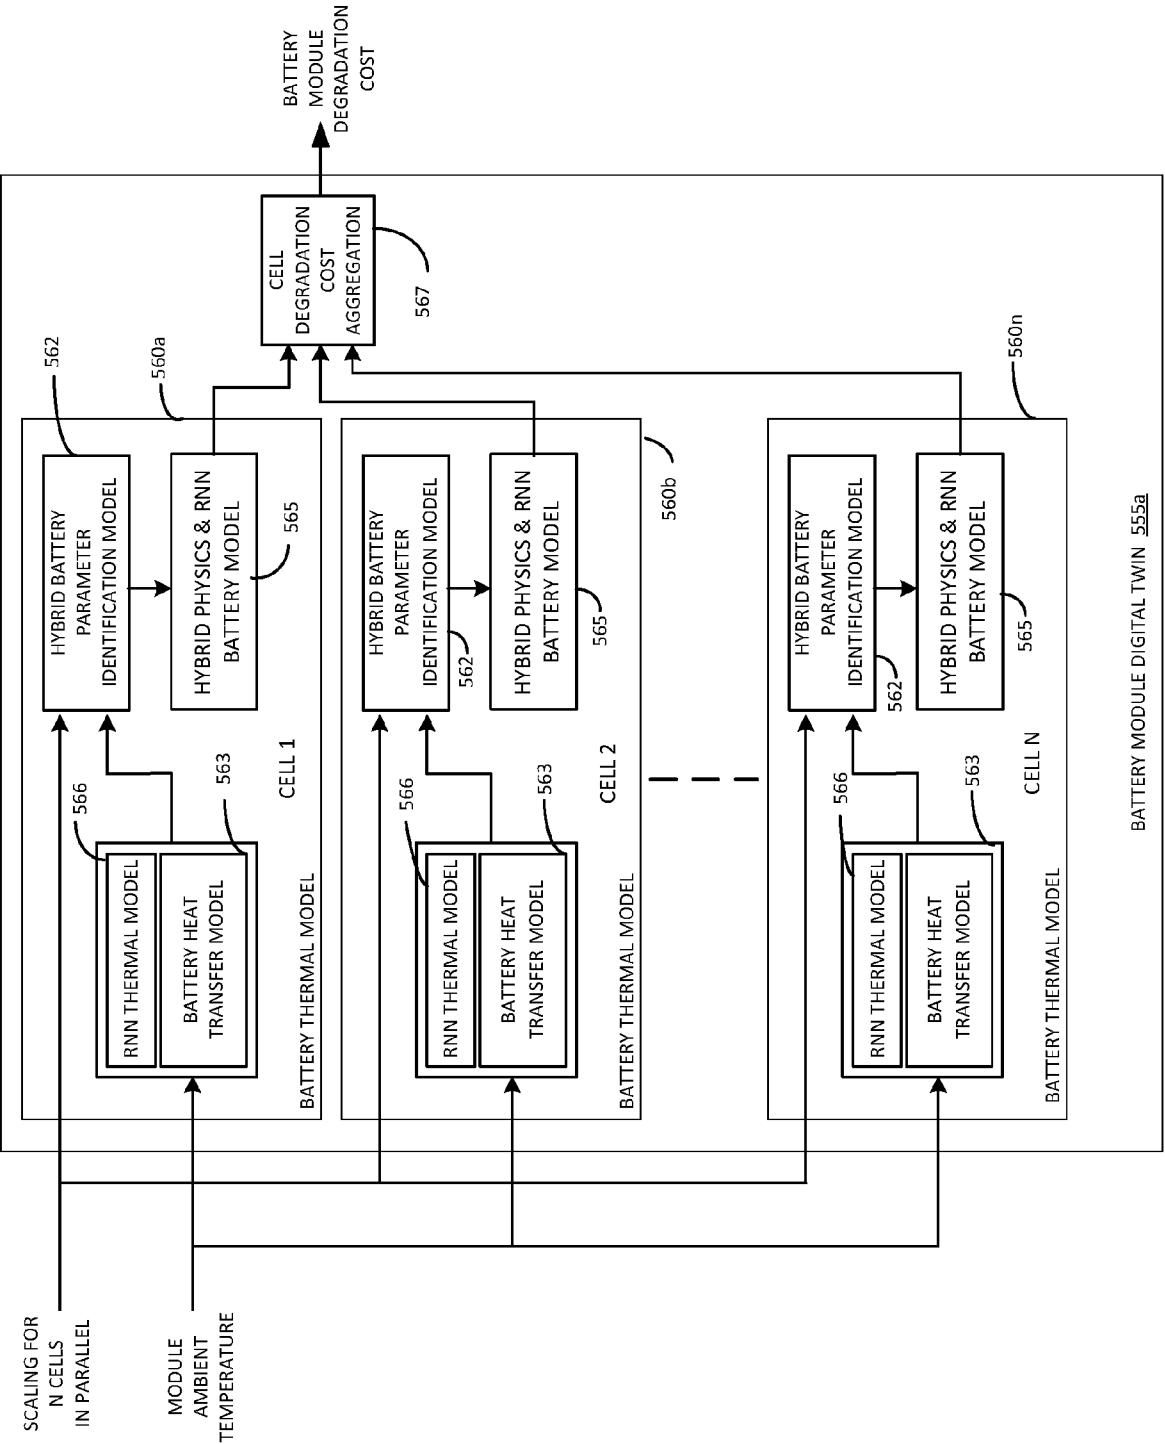 SCALING FOR
N CELLS
IN PARALLEL
MODULE
AMBIENT
TEMPERATURE
562
560a
HYBRID BATTERY
PARAMETER
IDENTIFICATION MODEL
HYBRID PHYSICS & RNN
BATTERY MODEL
565
566
563
RNN THERMAL MODEL
BATTERY HEAT
TRANSFER MODEL
CELL 1
BATTERY THERMAL MODEL
HYBRID BATTERY
PARAMETER
IDENTIFICATION MODEL
562
HYBRID PHYSICS & RNN
BATTERY MODEL
565
560b
566
563
RNN THERMAL MODEL
BATTERY HEAT
TRANSFER MODEL
CELL 2
BATTERY THERMAL MODEL
HYBRID BATTERY
PARAMETER
IDENTIFICATION MODEL
562
HYBRID PHYSICS & RNN
BATTERY MODEL
565
560n
566
563
RNN THERMAL MODEL
BATTERY HEAT
TRANSFER MODEL
CELL N
BATTERY THERMAL MODEL
CELL
DEGRADATION
COST
AGGREGATION
567
BATTERY
MODULE
DEGRADATION
COST
BATTERY MODULE DIGITAL TWIN 555a